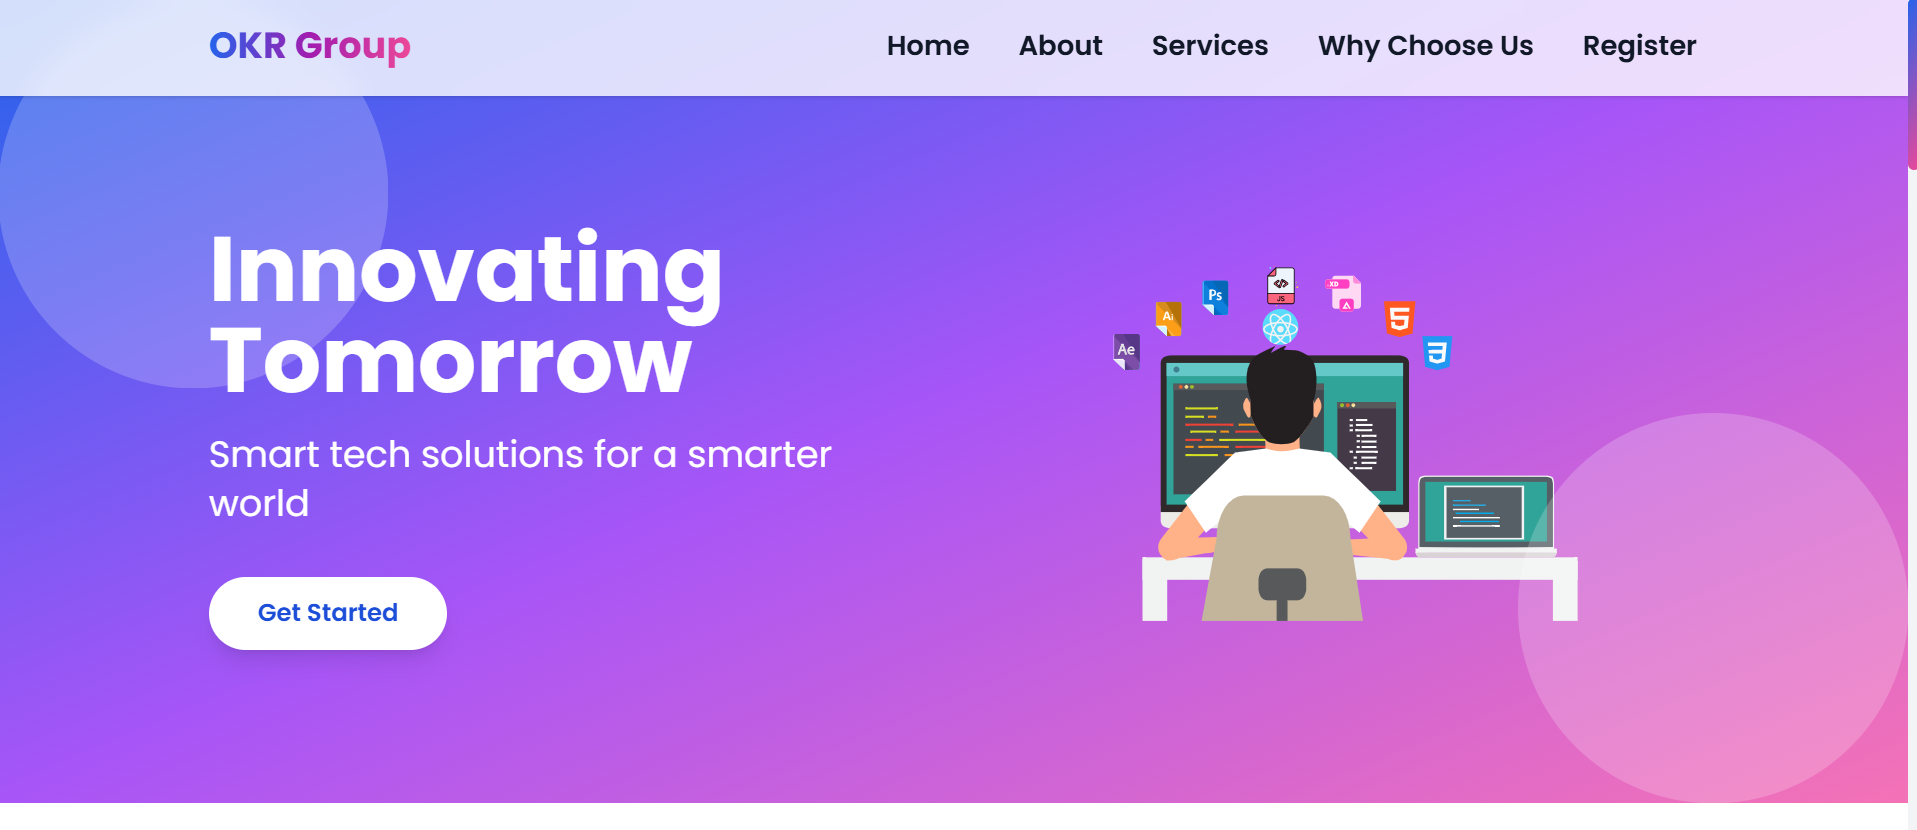 OKR Group
Home About Services Why Choose Us Register
Innovating
Tomorrow
Smart tech solutions for a smarter
world
Get Started
JS
XD
Ps
Ai
Ae